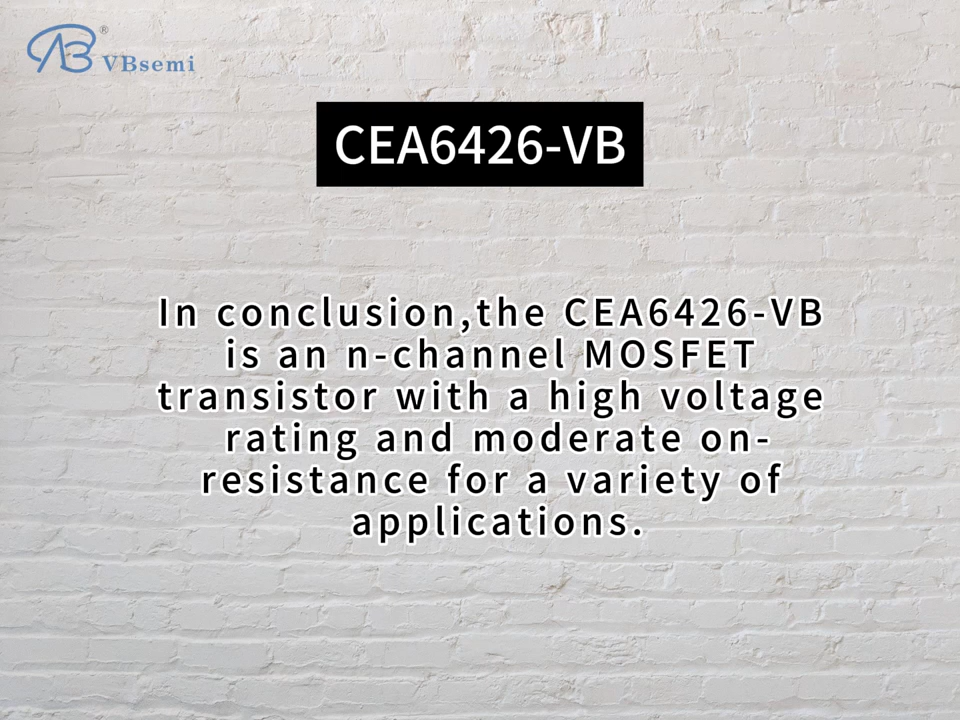 VB®
VBsemi
CEA6426-VB
In conclusion,the CEA6426-VB
is an n-channel MOSFET
transistor with a high voltage
rating and moderate on-
resistance for a variety of
applications.